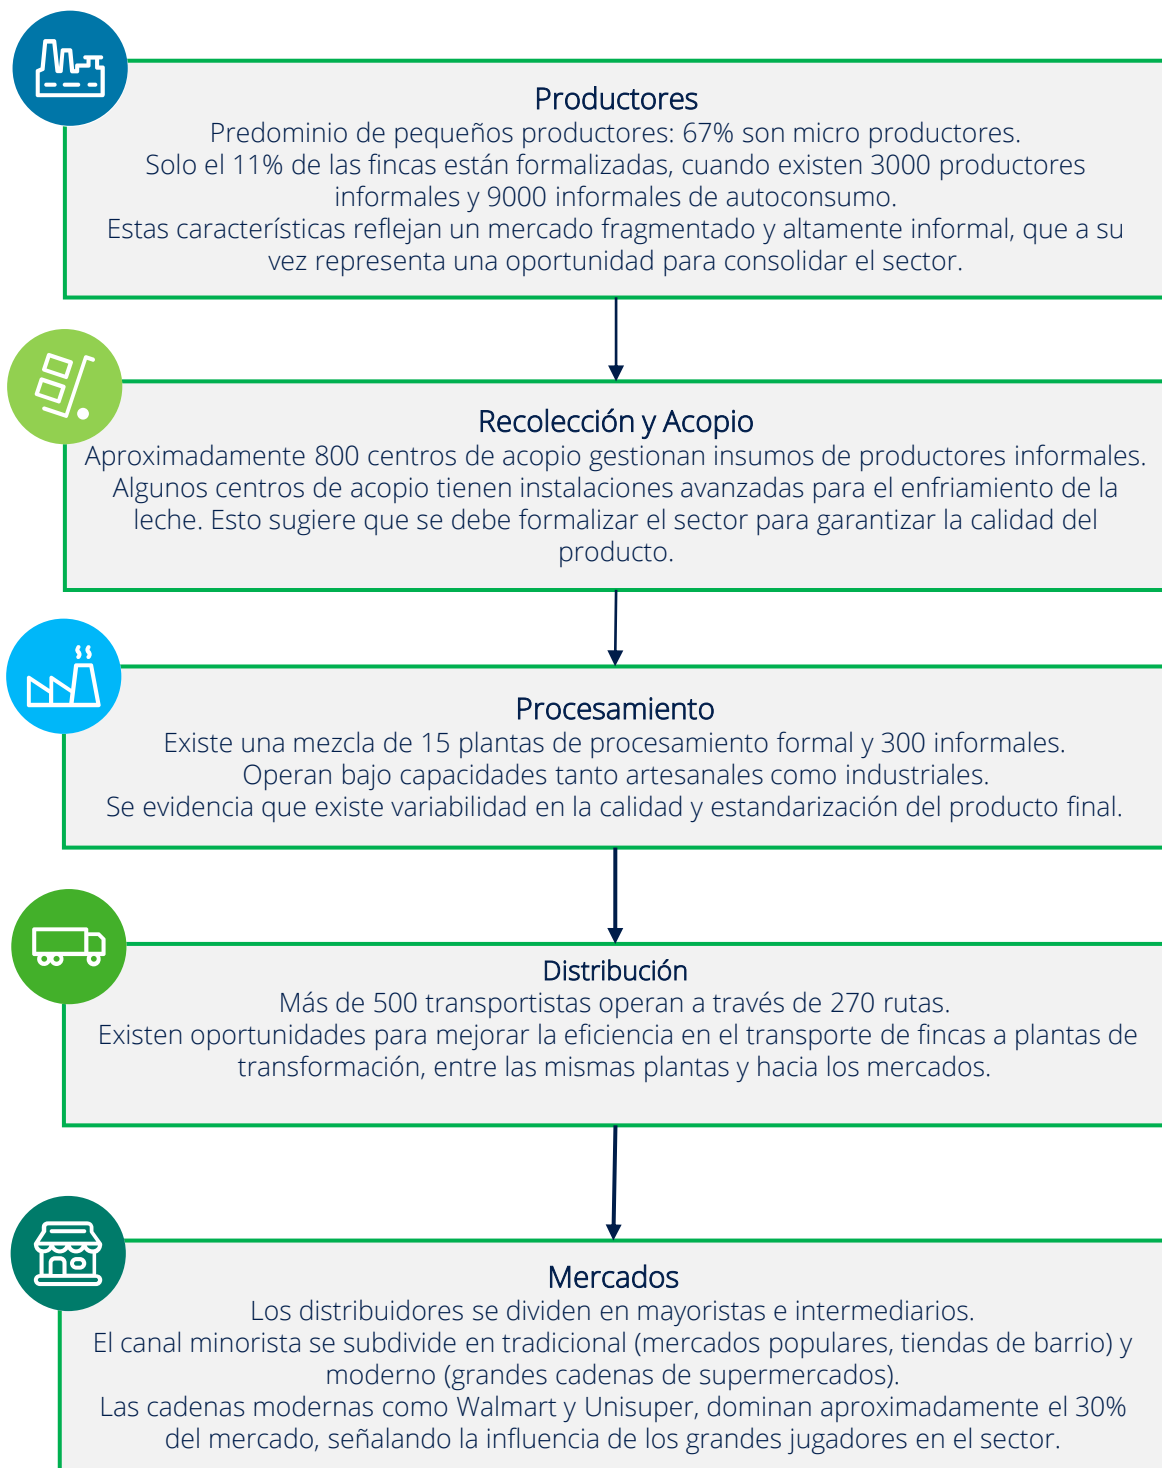 Productores
Predominio de pequeños productores: 67% son micro productores.
Solo el 11% de las fincas están formalizadas, cuando existen 3000 productores
informales y 9000 informales de autoconsumo.
Estas características reflejan un mercado fragmentado y altamente informal, que a su
vez representa una oportunidad para consolidar el sector.
Recolección y Acopio
Aproximadamente 800 centros de acopio gestionan insumos de productores informales.
Algunos centros de acopio tienen instalaciones avanzadas para el enfriamiento de la
leche. Esto sugiere que se debe formalizar el sector para garantizar la calidad del
producto.
Procesamiento
Existe una mezcla de 15 plantas de procesamiento formal y 300 informales.
Operan bajo capacidades tanto artesanales como industriales.
Se evidencia que existe variabilidad en la calidad y estandarización del producto final.
Distribución
Más de 500 transportistas operan a través de 270 rutas.
Existen oportunidades para mejorar la eficiencia en el transporte de fincas a plantas de
transformación, entre las mismas plantas y hacia los mercados.
Mercados
Los distribuidores se dividen en mayoristas e intermediarios.
El canal minorista se subdivide en tradicional (mercados populares, tiendas de barrio) y
moderno (grandes cadenas de supermercados).
Las cadenas modernas como Walmart y Unisuper, dominan aproximadamente el 30%
del mercado, señalando la influencia de los grandes jugadores en el sector.